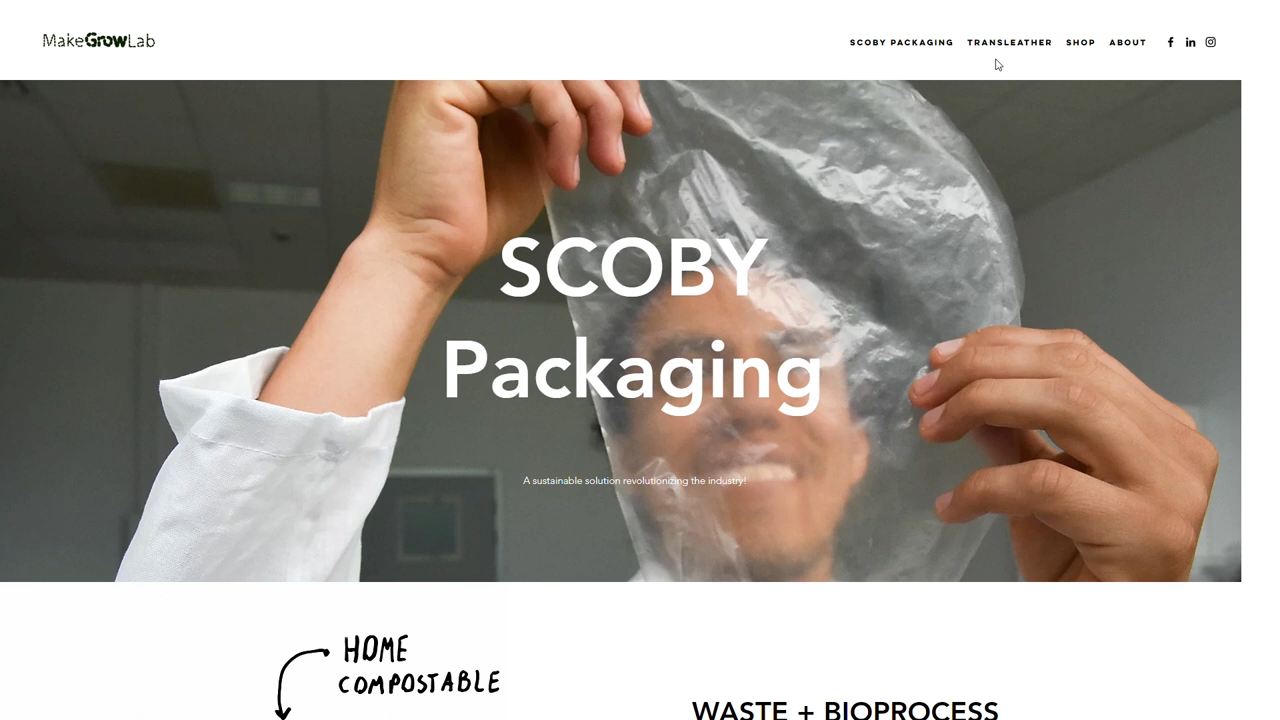 MakeGrowLab
SCOBY PACKAGING TRANSLEATHER SHOP ABOUT
SCOBY
Packaging
A sustainable solution revolutionizing the industry!
HOME
COMPOSTABLE
WASTE + BIOPROCESS